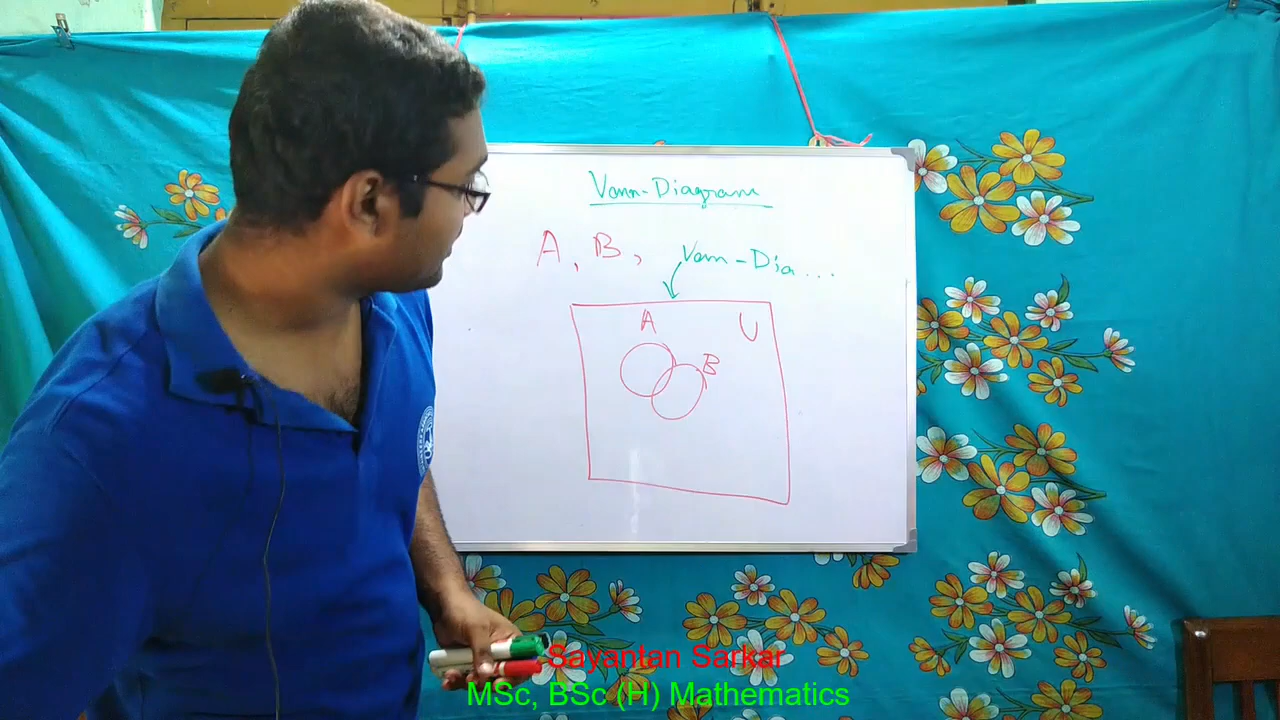 Venn-Diagram
A, B, Venn-Dia...
A
U
B
Sayantan Sarkar
MSc, BSc (H) Mathematics